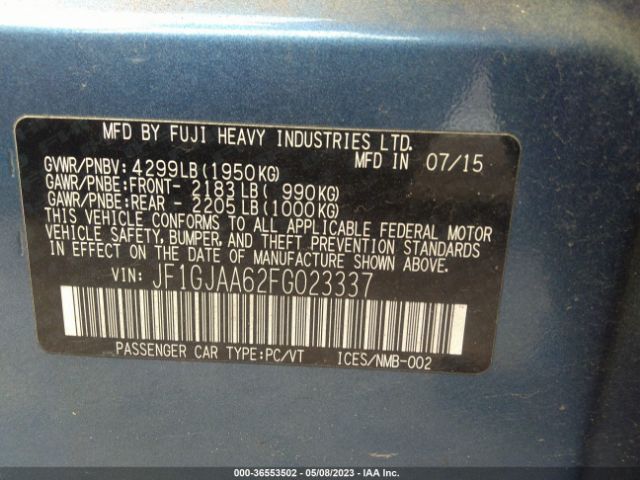 MFD BY FUJI HEAVY INDUSTRIES LTD.
MFD IN 07/15
GVWR/PNBV: 4299LB(1950KG)
GAWR/PNBE:FRONT- 2183LB( 990KG)
GAWR/PNBE:REAR - 2205LB(1000KG)
THIS VEHICLE CONFORMS TO ALL APPLICABLE FEDERAL MOTOR
VEHICLE SAFETY, BUMPER, AND THEFT PREVENTION STANDARDS
IN EFFECT ON THE DATE OF MANUFACTURE SHOWN ABOVE.
VIN: JF1GJAA62FG023337
PASSENGER CAR TYPE:PC/VT ICES/NMB-002
000-36553502 - 05/08/2023 - IAA Inc.